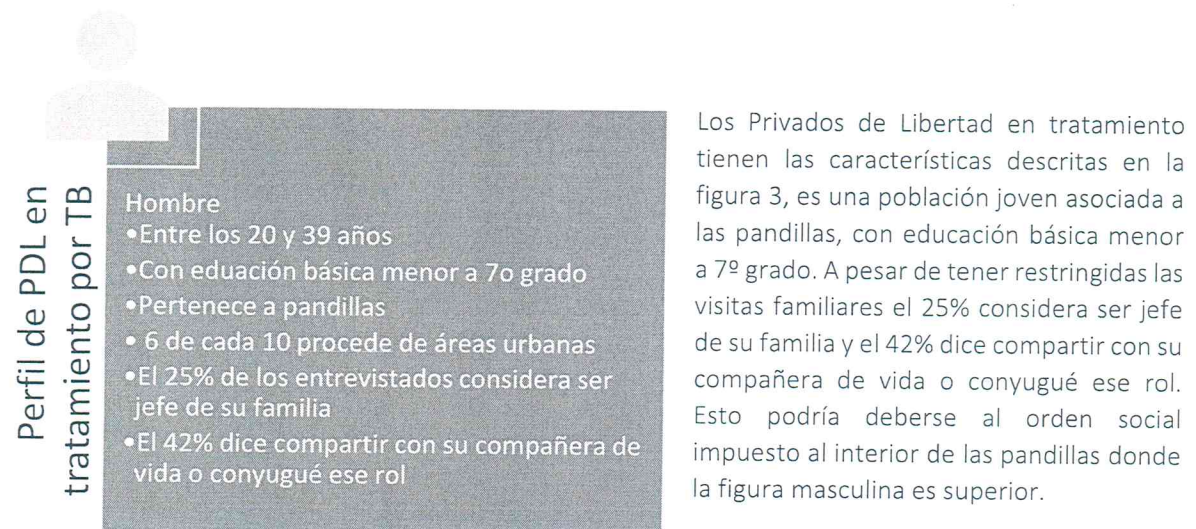 Perfil de PDL en
tratamiento por TB
Hombre
•Entre los 20 y 39 años
•Con eduación básica menor a 7o grado
•Pertenece a pandillas
• 6 de cada 10 procede de áreas urbanas
•El 25% de los entrevistados considera ser
jefe de su familia
•El 42% dice compartir con su compañera de
vida o conyugué ese rol
Los Privados de Libertad en tratamiento
tienen las características descritas en la
figura 3, es una población joven asociada a
las pandillas, con educación básica menor
a 7º grado. A pesar de tener restringidas las
visitas familiares el 25% considera ser jefe
de su familia y el 42% dice compartir con su
compañera de vida o conyugué ese rol.
Esto podría deberse al orden social
impuesto al interior de las pandillas donde
la figura masculina es superior.